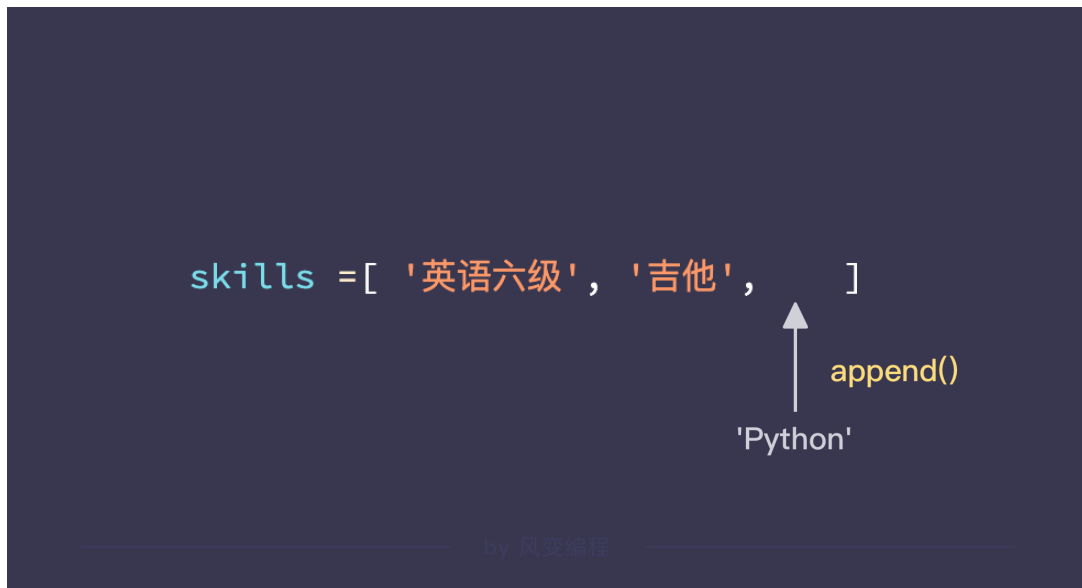 skills =[ '英语六级', '吉他',    ]
append()
'Python'
by 风变编程